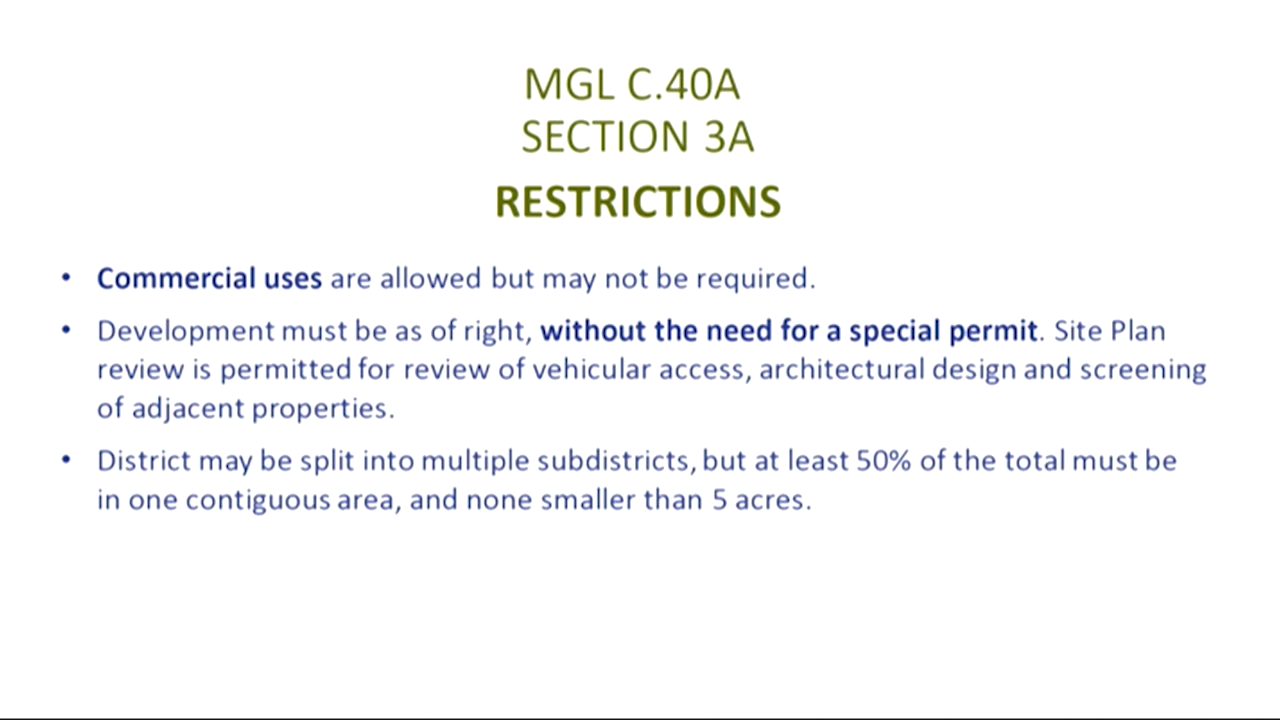 MGL C.40A
SECTION 3A
RESTRICTIONS
• Commercial uses are allowed but may not be required.
• Development must be as of right, without the need for a special permit. Site Plan
review is permitted for review of vehicular access, architectural design and screening
of adjacent properties.
• District may be split into multiple subdistricts, but at least 50% of the total must be
in one contiguous area, and none smaller than 5 acres.